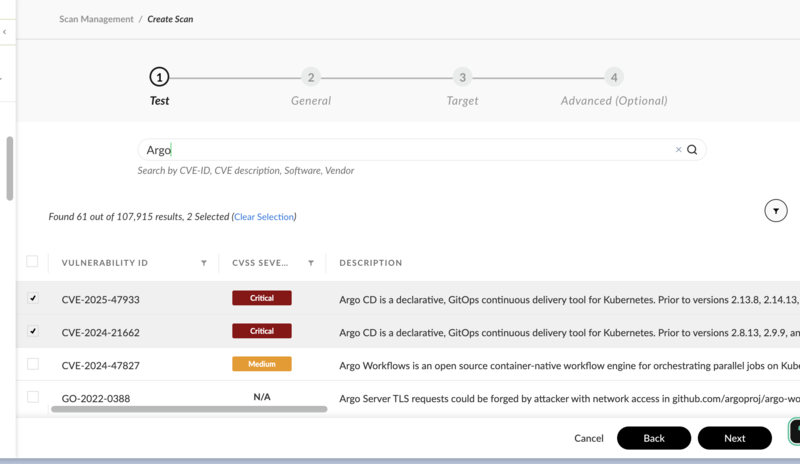 Scan Management / Create Scan
1 2 3 4
Test General Target Advanced (Optional)
Argo
Search by CVE-ID, CVE description, Software, Vendor
Found 61 out of 107,915 results, 2 Selected (Clear Selection)
VULNERABILITY ID CVSS SEVE... DESCRIPTION
CVE-2025-47933 Critical Argo CD is a declarative, GitOps continuous delivery tool for Kubernetes. Prior to versions 2.13.8, 2.14.13,
CVE-2024-21662 Critical Argo CD is a declarative, GitOps continuous delivery tool for Kubernetes. Prior to versions 2.8.13, 2.9.9, an
CVE-2024-47827 Medium Argo Workflows is an open source container-native workflow engine for orchestrating parallel jobs on Kube
GO-2022-0388 N/A Argo Server TLS requests could be forged by attacker with network access in github.com/argoproj/argo-wo
Cancel Back Next